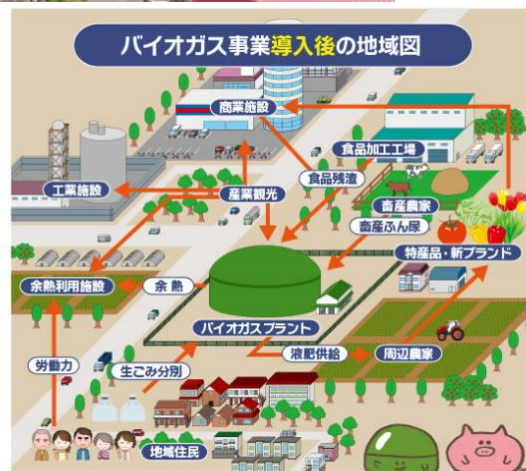 バイオガス事業導入後の地域図
商業施設
食品加工工場
工業施設
産業観光
食品残渣
畜産農家
畜産ふん尿
特産品・新ブランド
余熱利用施設
余熱
バイオガスプラント
労働力
生ごみ分別
液肥供給
周辺農家
地域住民